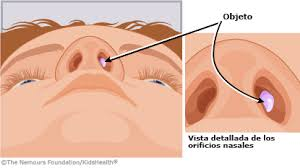 Objeto
Vista detallada de los
orificios nasales
©The Nemours Foundation/KidsHealth®